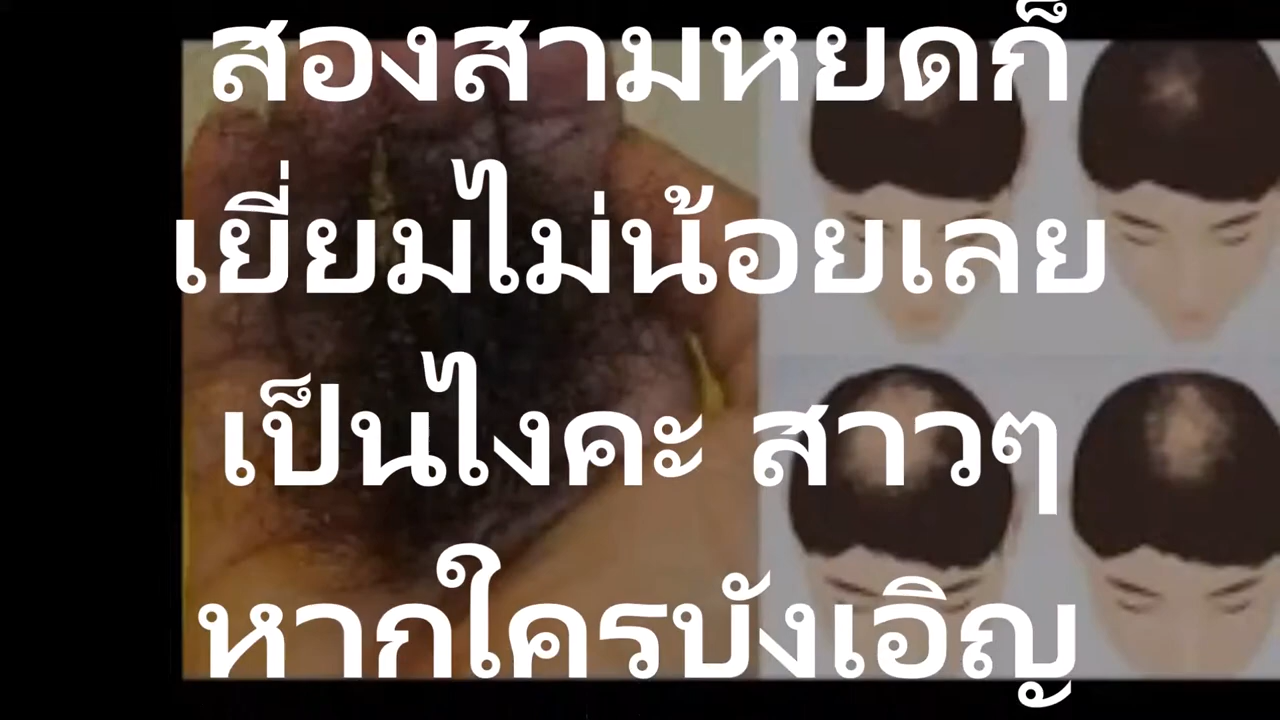 สองสามหยดก็
เยี่ยมไม่น้อยเลย
เป็นไงคะ สาวๆ
หากใครบังเอิญ